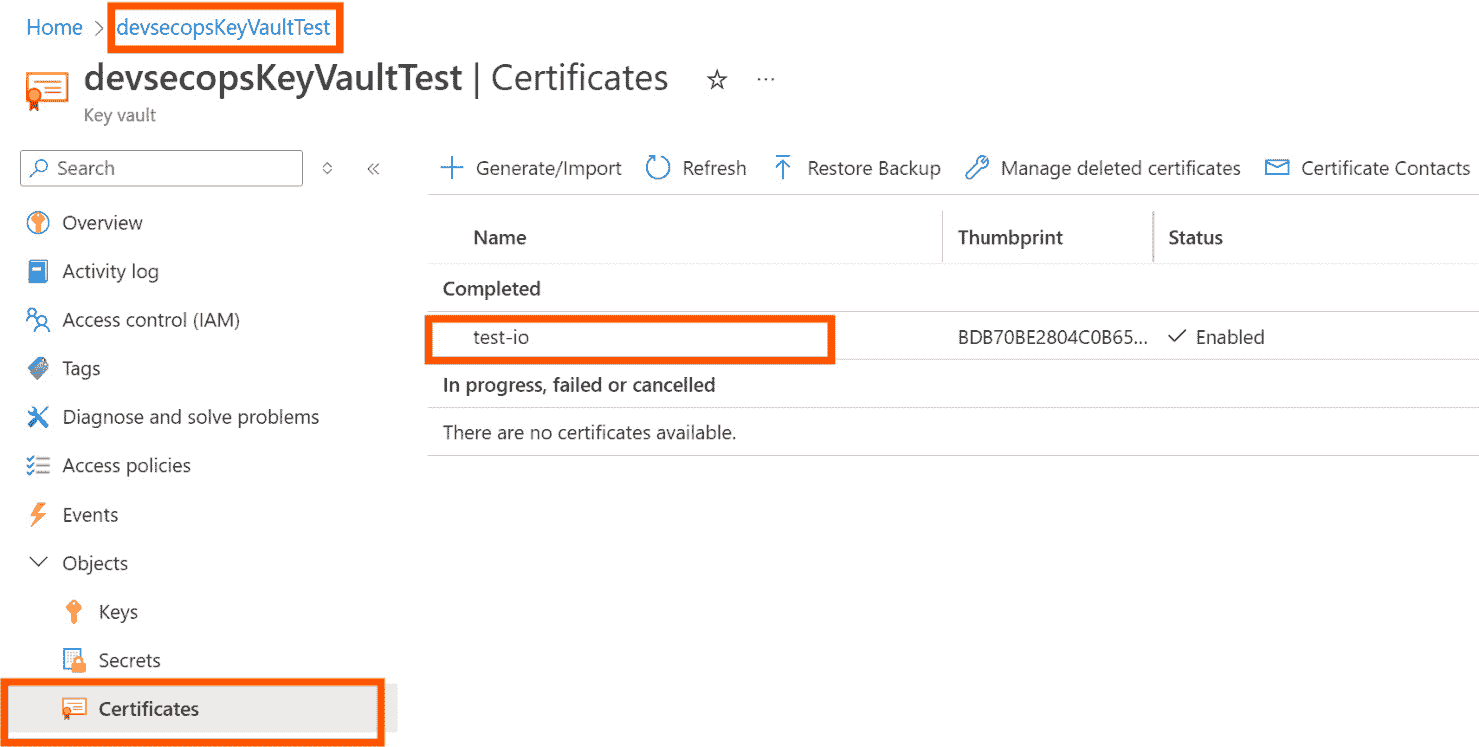 Home > devsecopsKeyVaultTest
devsecopsKeyVaultTest | Certificates ☆ ···
Key vault
Search
Overview
Activity log
Access control (IAM)
Tags
Diagnose and solve problems
Access policies
Events
Objects
Keys
Secrets
Certificates
Generate/Import Refresh Restore Backup Manage deleted certificates Certificate Contacts
Name Thumbprint Status
Completed
test-io BDB70BE2804C0B65... Enabled
In progress, failed or cancelled
There are no certificates available.